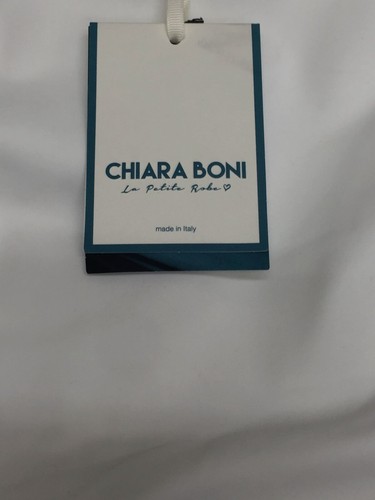 CHIARA BONI
La Petite Robe
made in Italy